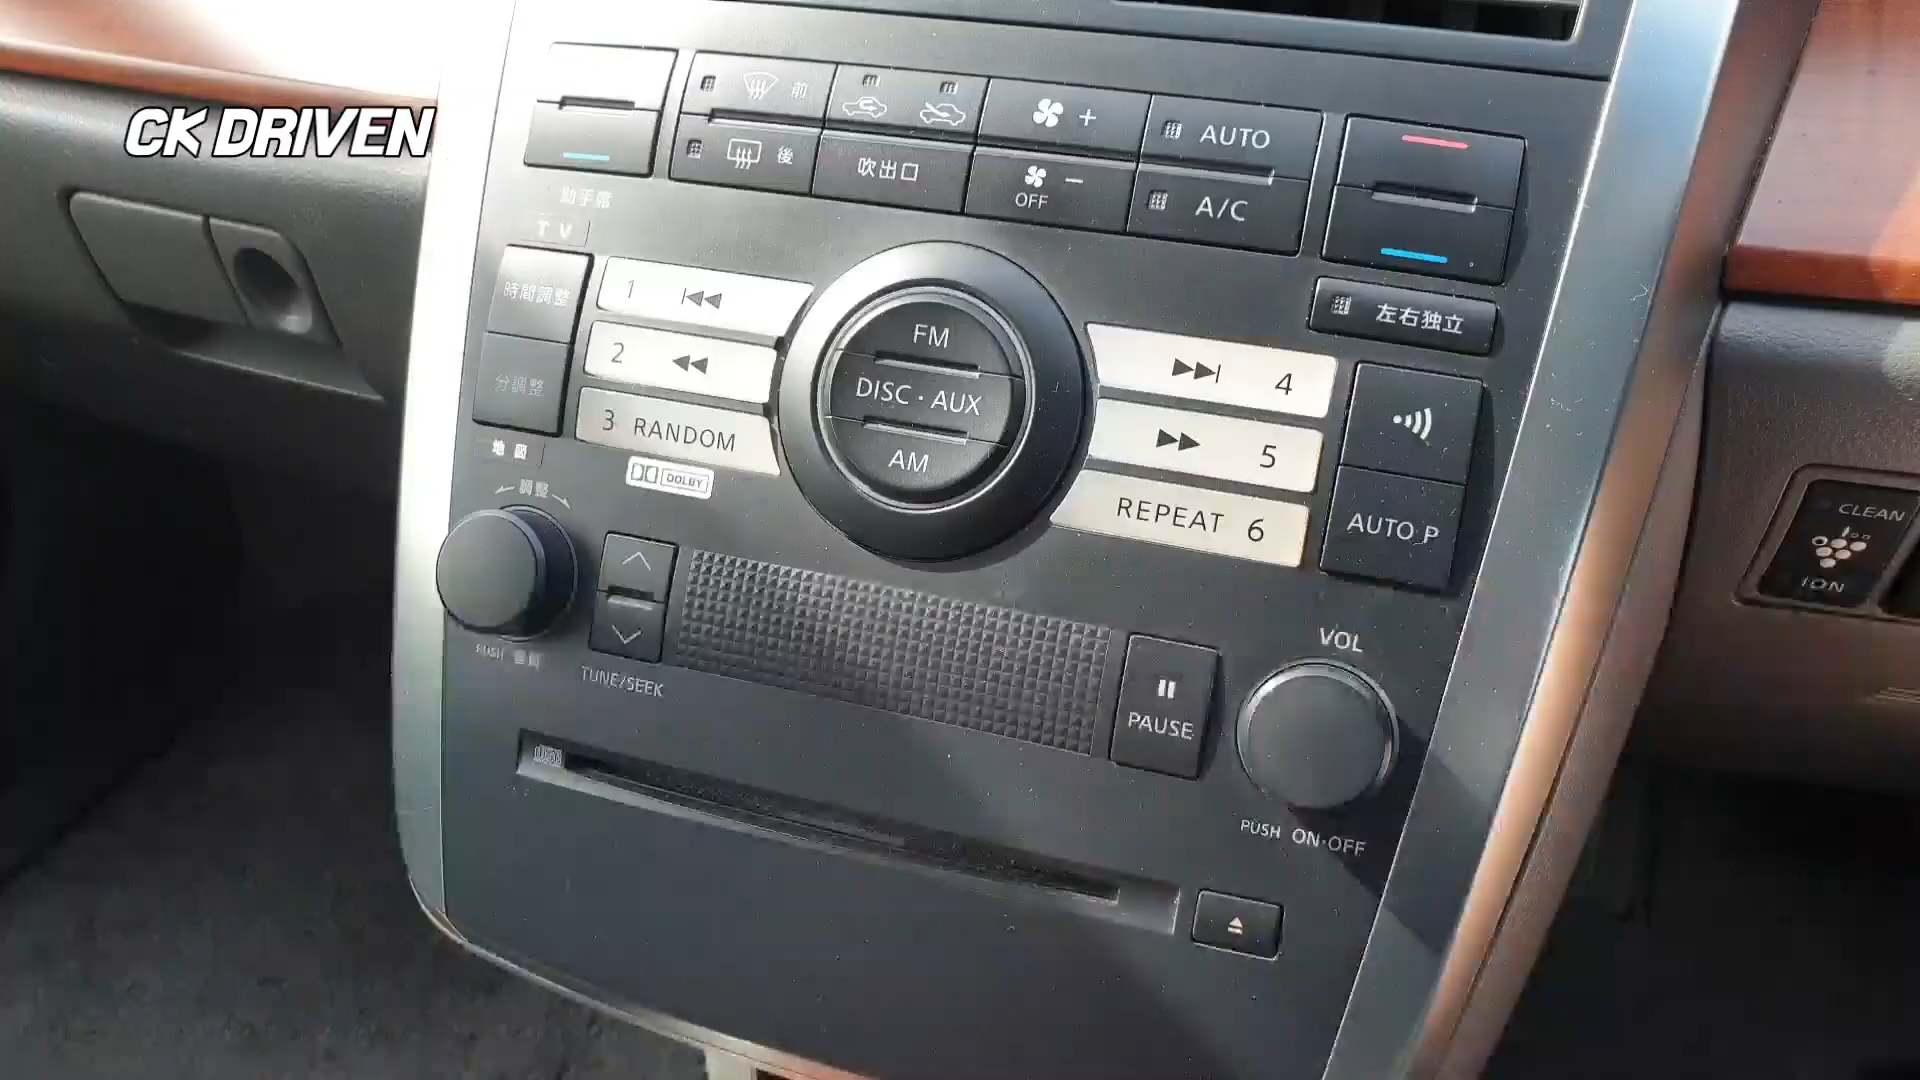 CK DRIVEN
前
後
吹出口
+
OFF −
AUTO
A/C
助手席
TV
時間調整
分調整
1
2
3 RANDOM
DOLBY
FM
DISC・AUX
AM
4
5
REPEAT 6
左右独立
AUTO P
地図
調整
TUNE/SEEK
PAUSE
VOL
PUSH ON・OFF
CLEAN
ION